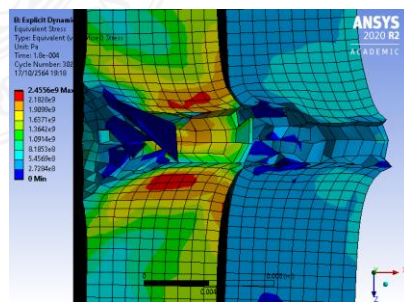 B: Explicit Dynami
Equivalent Stress
Unit: Pa
Time: 1.8e-004
17/10/2564 19:18
2.4556e9 Max
2.1828e9
1.9099e9
1.6371e9
1.3642e9
1.0914e9
8.1853e8
5.4569e8
2.7284e8
0 Min
ANSYS
2020 R2
ACADEMIC
0
Y
X
Z